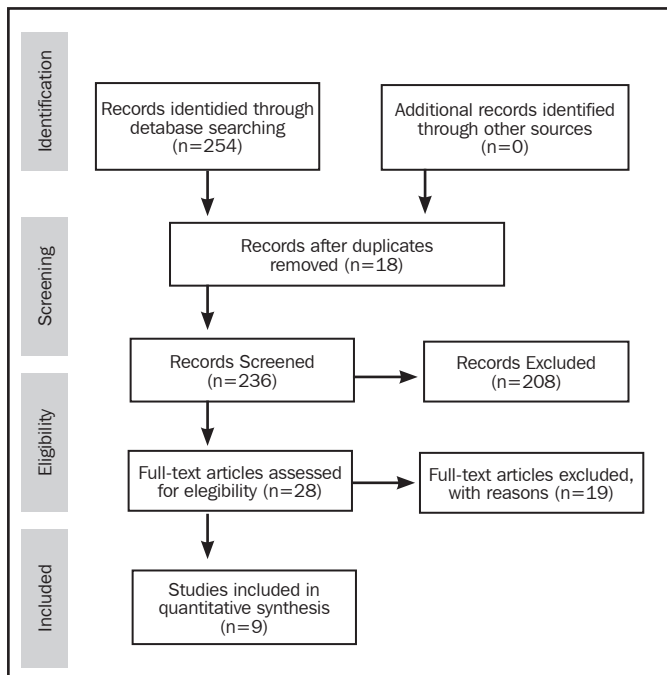 Identification
Records identidied through
detabase searching
(n=254)
Additional records identified
through other sources
(n=0)
Screening
Records after duplicates
removed (n=18)
Records Screened
(n=236)
Records Excluded
(n=208)
Eligibility
Full-text articles assessed
for elegibility (n=28)
Full-text articles excluded,
with reasons (n=19)
Included
Studies included in
quantitative synthesis
(n=9)